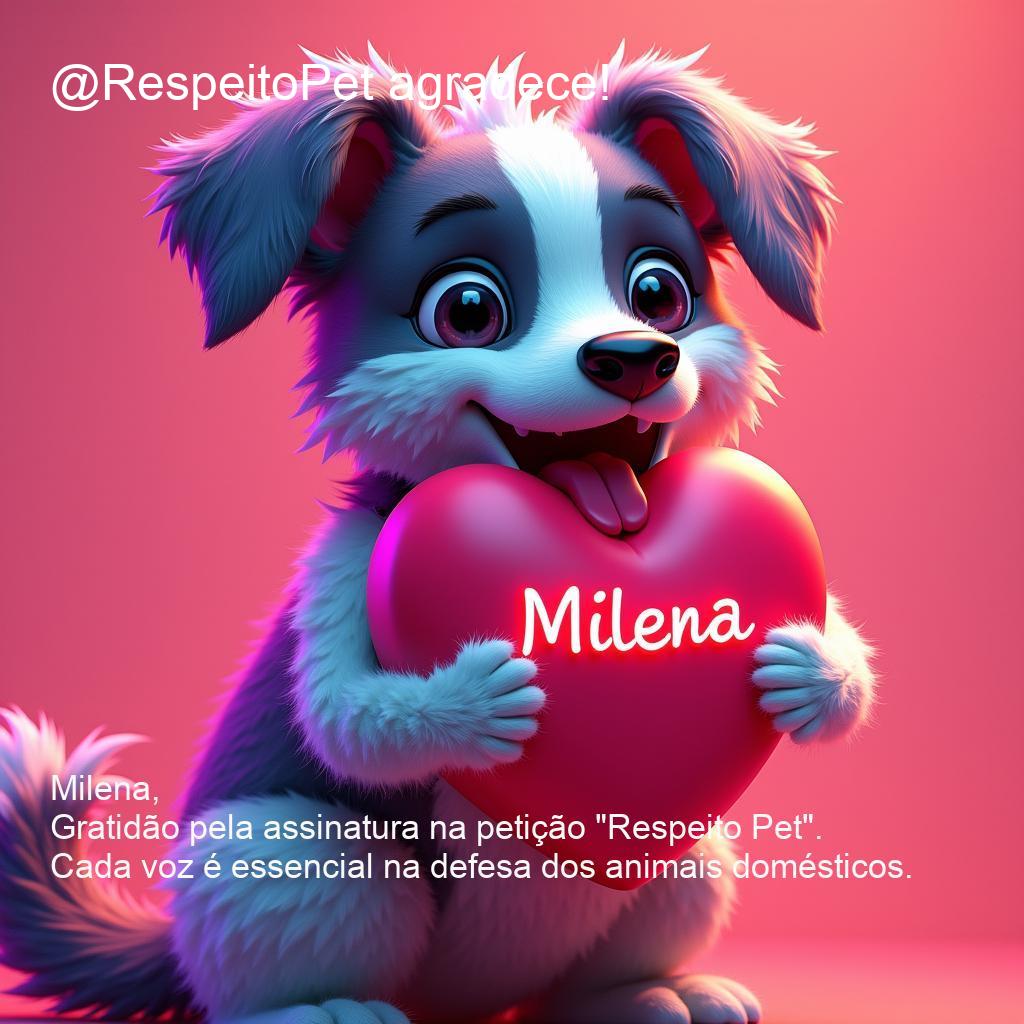 @RespeitoPet agradece!
Milena
Milena,
Gratidão pela assinatura na petição "Respeito Pet".
Cada voz é essencial na defesa dos animais domésticos.